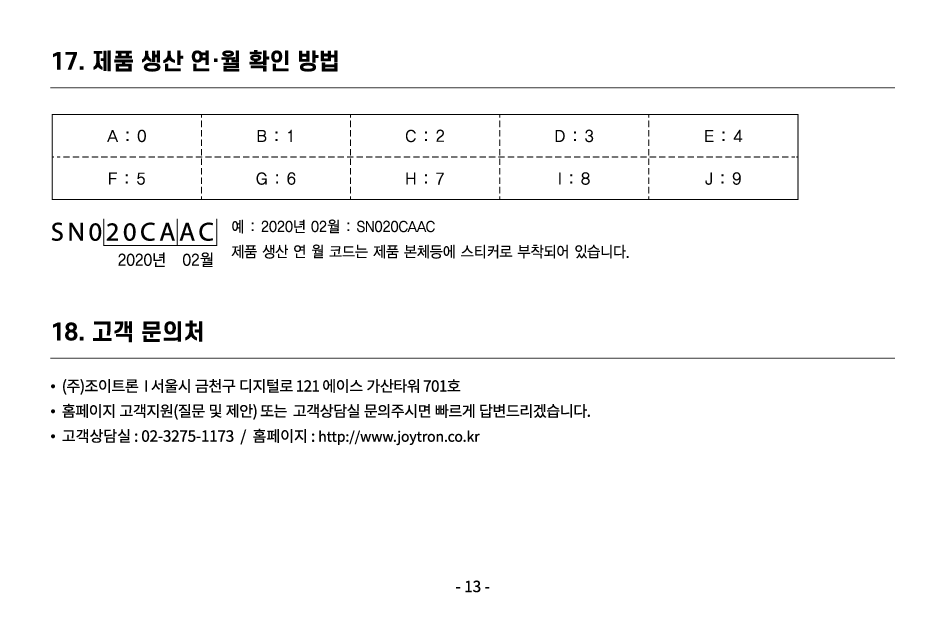 17. 제품 생산 연·월 확인 방법
A : 0 B : 1 C : 2 D : 3 E : 4
F : 5 G : 6 H : 7 I : 8 J : 9
SN020CAAC
2020년 02월
예 : 2020년 02월 : SN020CAAC
제품 생산 연 월 코드는 제품 본체등에 스티커로 부착되어 있습니다.
18. 고객 문의처
• (주)조이트론 I 서울시 금천구 디지털로 121 에이스 가산타워 701호
• 홈페이지 고객지원(질문 및 제안) 또는 고객상담실 문의주시면 빠르게 답변드리겠습니다.
• 고객상담실 : 02-3275-1173 / 홈페이지 : http://www.joytron.co.kr
- 13 -